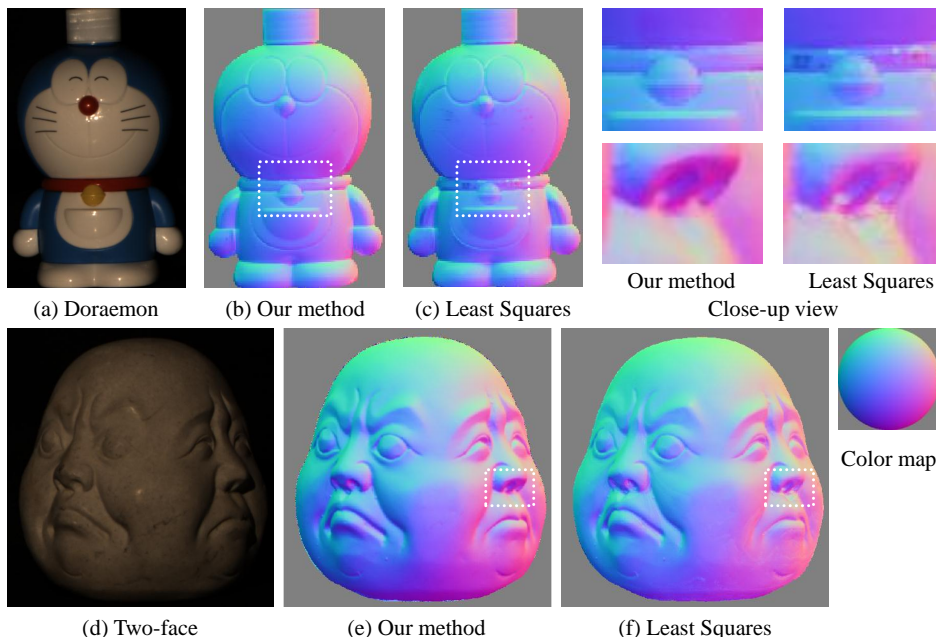 (a) Doraemon
(b) Our method
(c) Least Squares
Our method
Least Squares
Close-up view
Color map
(d) Two-face
(e) Our method
(f) Least Squares